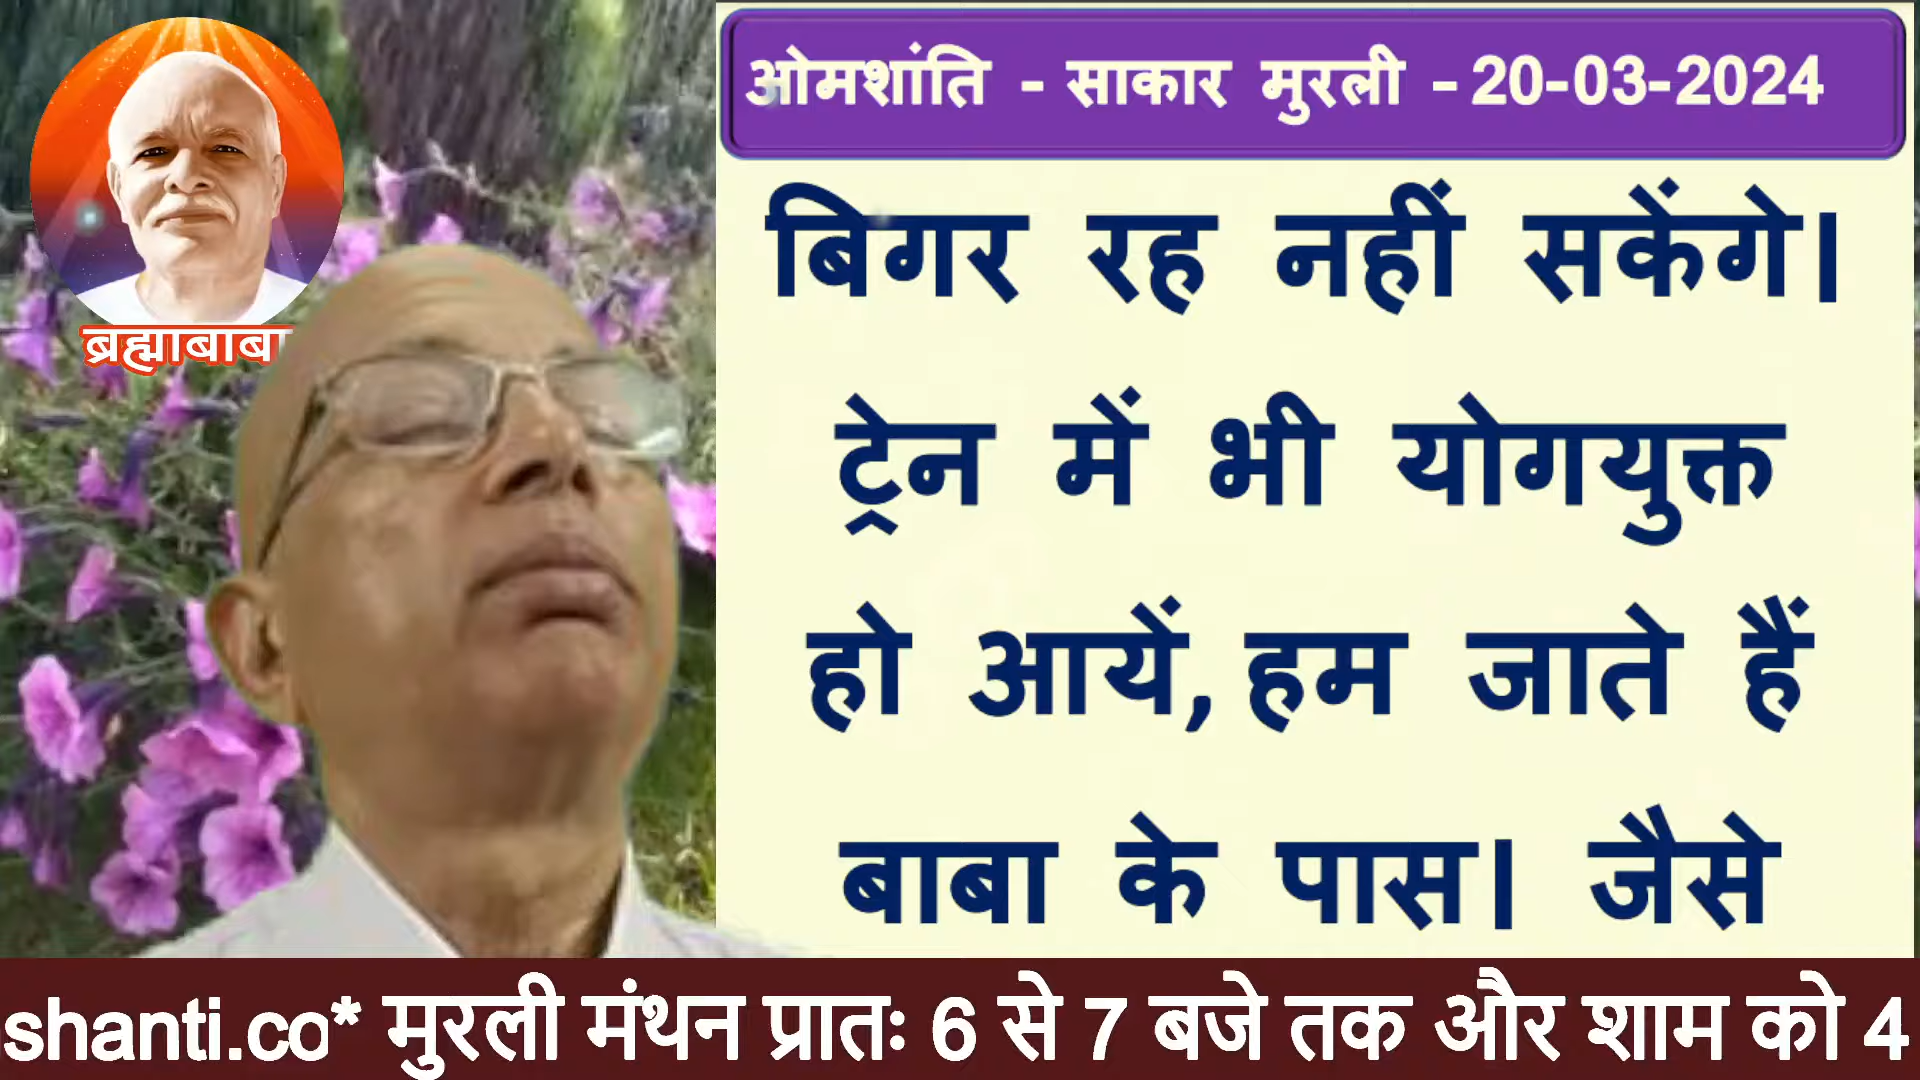 ओमशांति - साकार मुरली - 20-03-2024
ब्रह्माबाबा
बिगर रह नहीं सकेंगे।
ट्रेन में भी योगयुक्त
हो आयें, हम जाते हैं
बाबा के पास। जैसे
shanti.co* मुरली मंथन प्रातः 6 से 7 बजे तक और शाम को 4